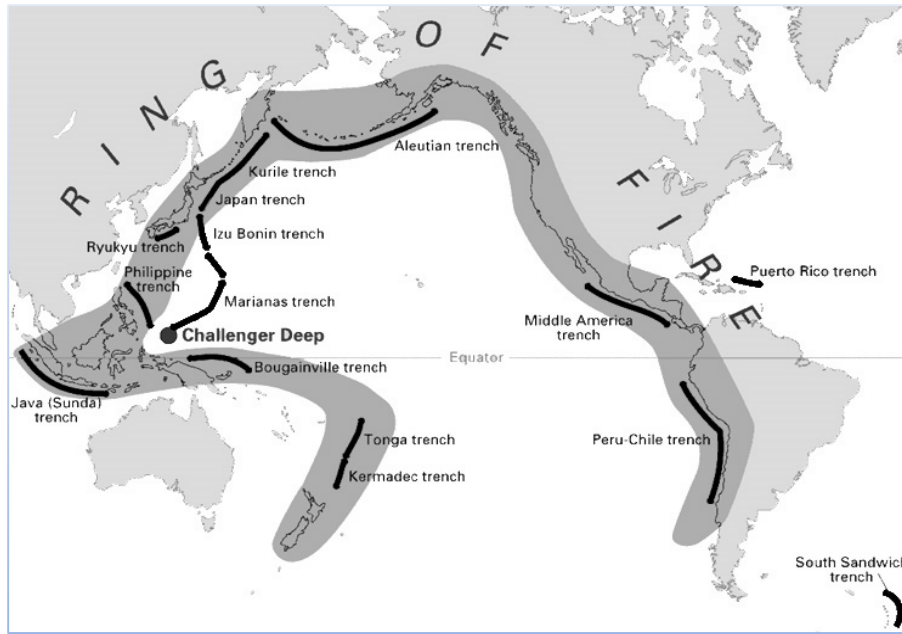 RING OF FIRE
Aleutian trench
Kurile trench
Japan trench
Izu Bonin trench
Ryukyu trench
Philippine
trench
Marianas trench
Challenger Deep
Puerto Rico trench
Middle America
trench
Equator
Bougainville trench
Java (Sunda)
trench
Tonga trench
Peru-Chile trench
Kermadec trench
South Sandwich
trench